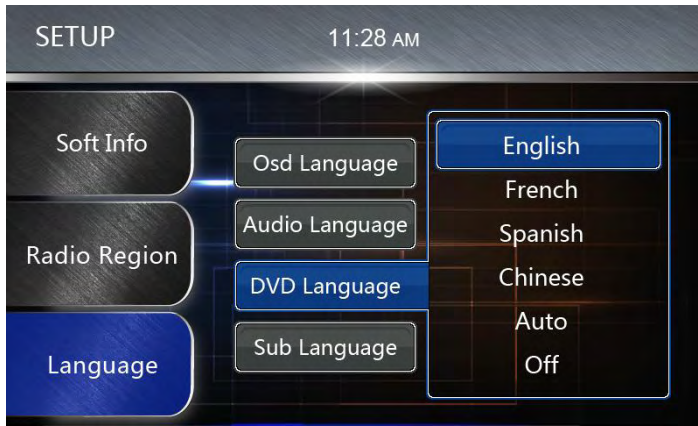 SETUP
11:28 AM
Soft Info
Radio Region
Language
Osd Language
Audio Language
DVD Language
Sub Language
English
French
Spanish
Chinese
Auto
Off